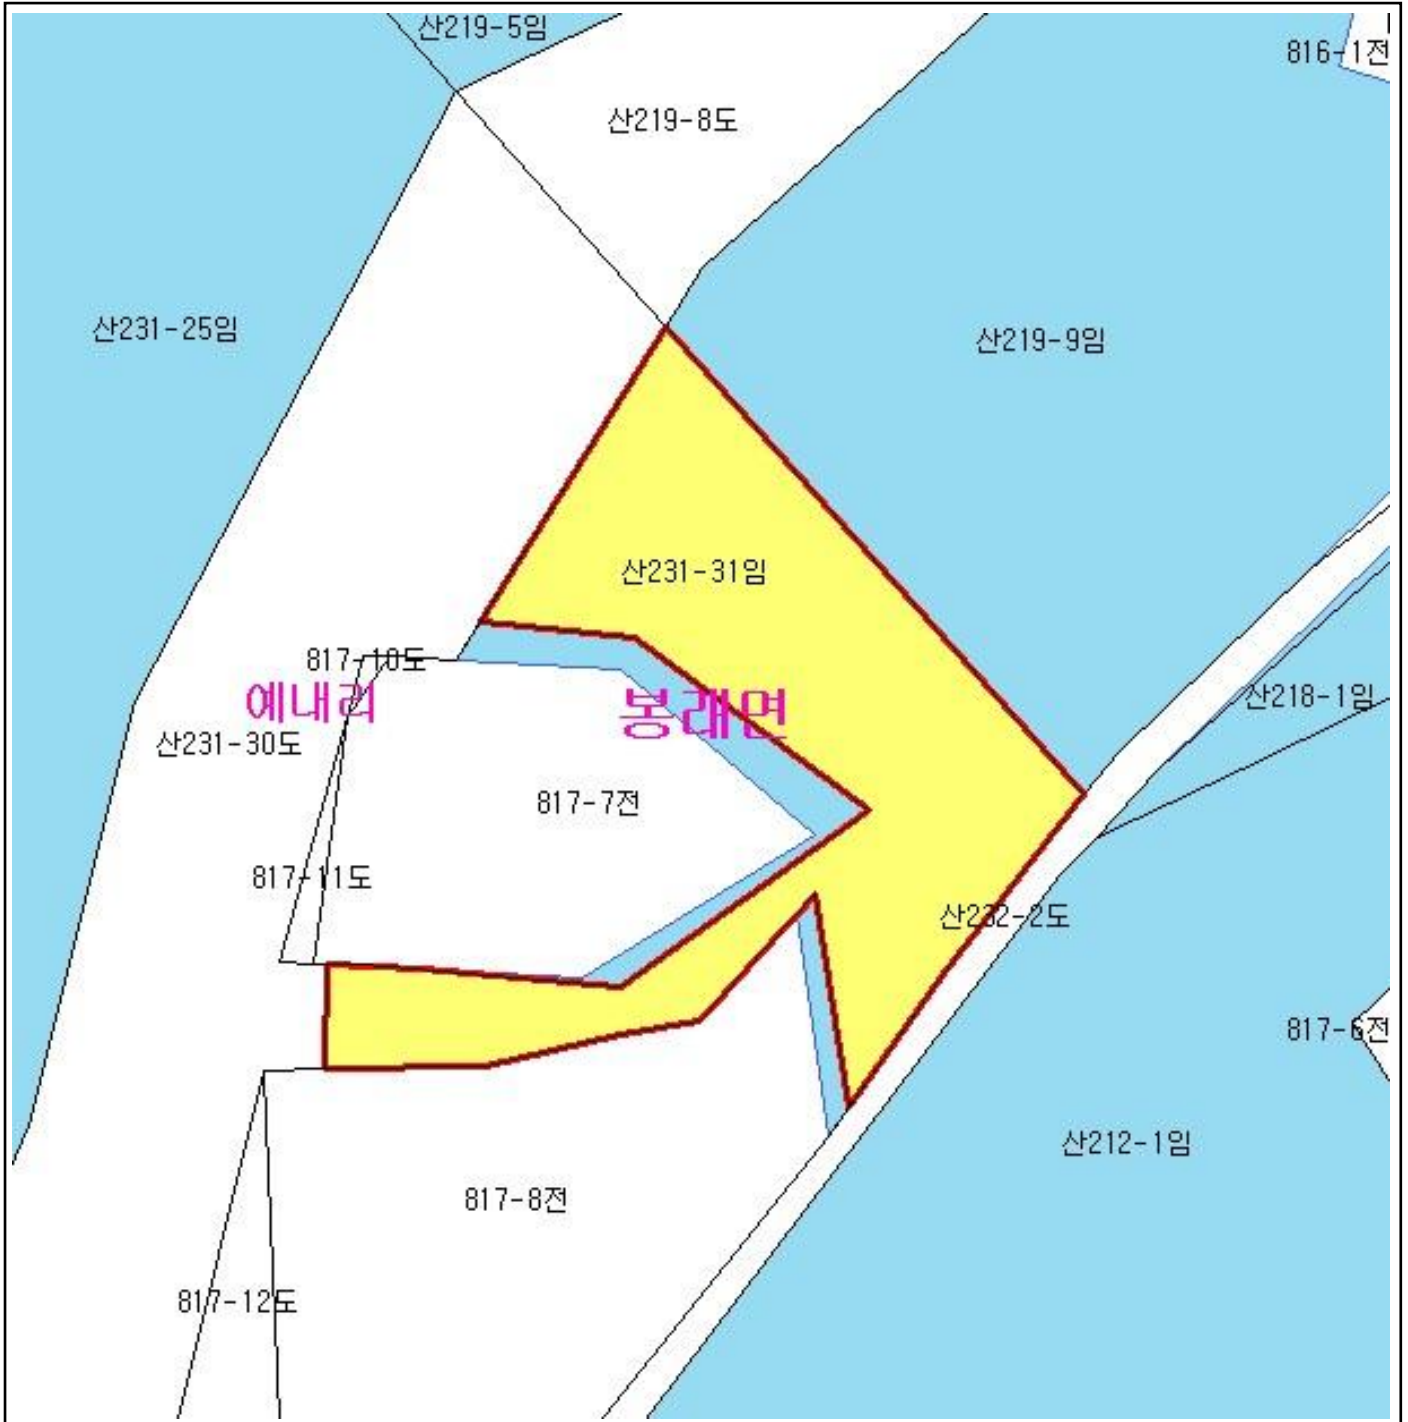 산219-5임
816-1전
산219-8도
산231-25임
산219-9임
산231-31임
817-10도
예내리
봉래면
산218-1임
산231-30도
817-7전
817-11도
산232-2도
817-6전
산212-1임
817-8전
817-12도